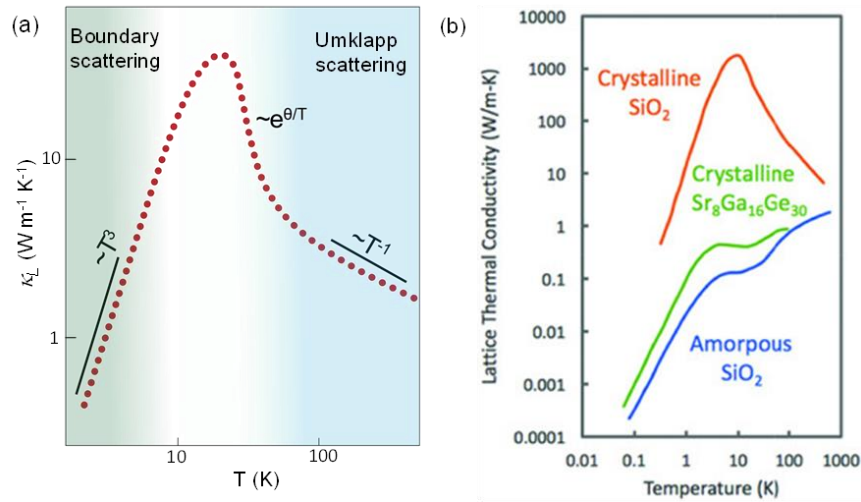 (a)
Boundary
scattering
Umklapp
scattering
~e^θ/T
~T³
~T⁻¹
10
1
κL (W m⁻¹ K⁻¹)
10
100
T (K)
(b)
10000
1000
100
10
1
0.1
0.01
0.001
0.0001
Lattice Thermal Conductivity (W/m-K)
Crystalline
SiO₂
Crystalline
Sr₈Ga₁₆Ge₃₀
Amorpous
SiO₂
0.01
0.1
1
10
100
1000
Temperature (K)